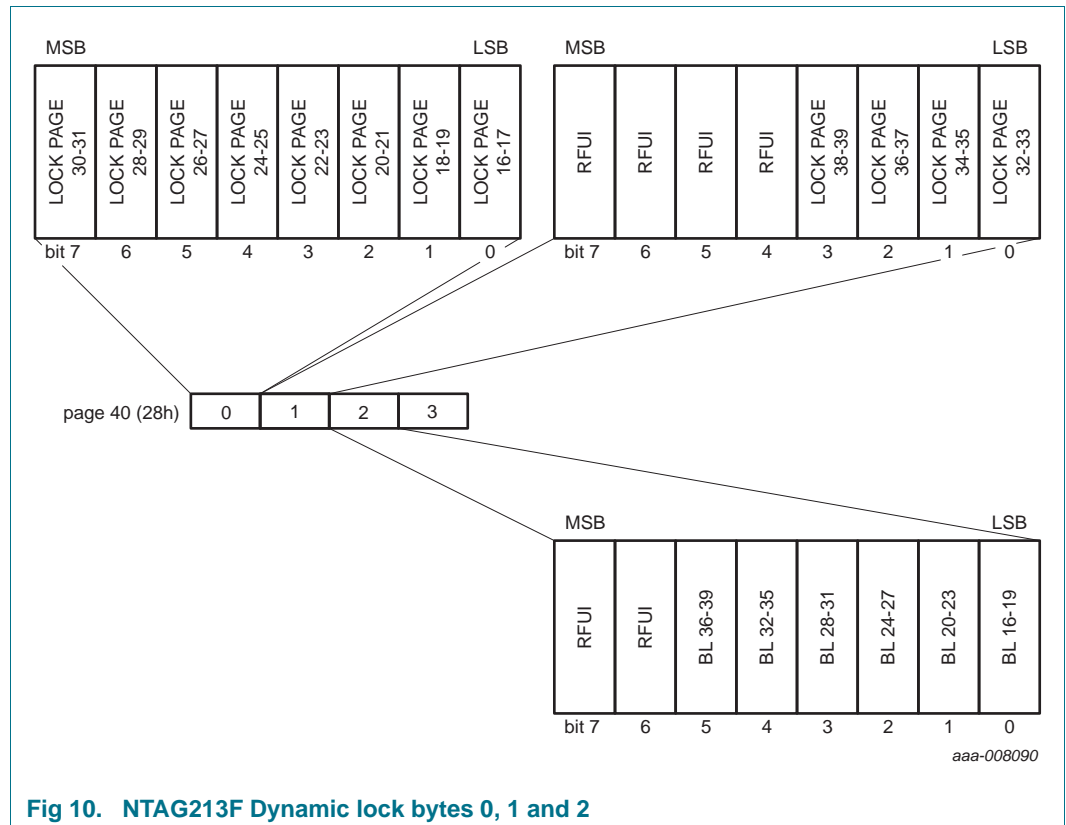 MSB LSB
LOCK PAGE 30-31
LOCK PAGE 28-29
LOCK PAGE 26-27
LOCK PAGE 24-25
LOCK PAGE 22-23
LOCK PAGE 20-21
LOCK PAGE 18-19
LOCK PAGE 16-17
bit 7 6 5 4 3 2 1 0
MSB LSB
RFUI
RFUI
RFUI
RFUI
LOCK PAGE 38-39
LOCK PAGE 36-37
LOCK PAGE 34-35
LOCK PAGE 32-33
bit 7 6 5 4 3 2 1 0
page 40 (28h) 0 1 2 3
MSB LSB
RFUI
RFUI
BL 36-39
BL 32-35
BL 28-31
BL 24-27
BL 20-23
BL 16-19
bit 7 6 5 4 3 2 1 0
aaa-008090
Fig 10. NTAG213F Dynamic lock bytes 0, 1 and 2